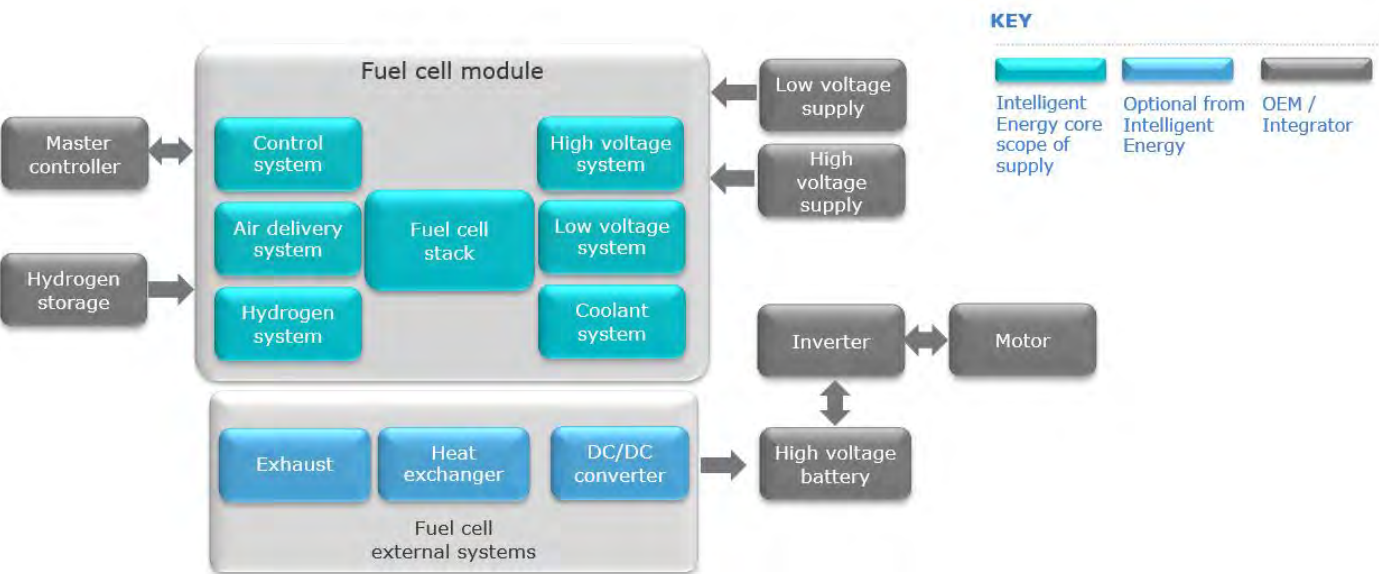 KEY
Intelligent
Energy core
scope of
supply
Optional from
Intelligent
Energy
OEM /
Integrator
Fuel cell module
Master
controller
Hydrogen
storage
Control
system
Air delivery
system
Hydrogen
system
Fuel cell
stack
High voltage
system
Low voltage
system
Coolant
system
Low voltage
supply
High
voltage
supply
Inverter
Motor
High voltage
battery
Exhaust
Heat
exchanger
DC/DC
converter
Fuel cell
external systems